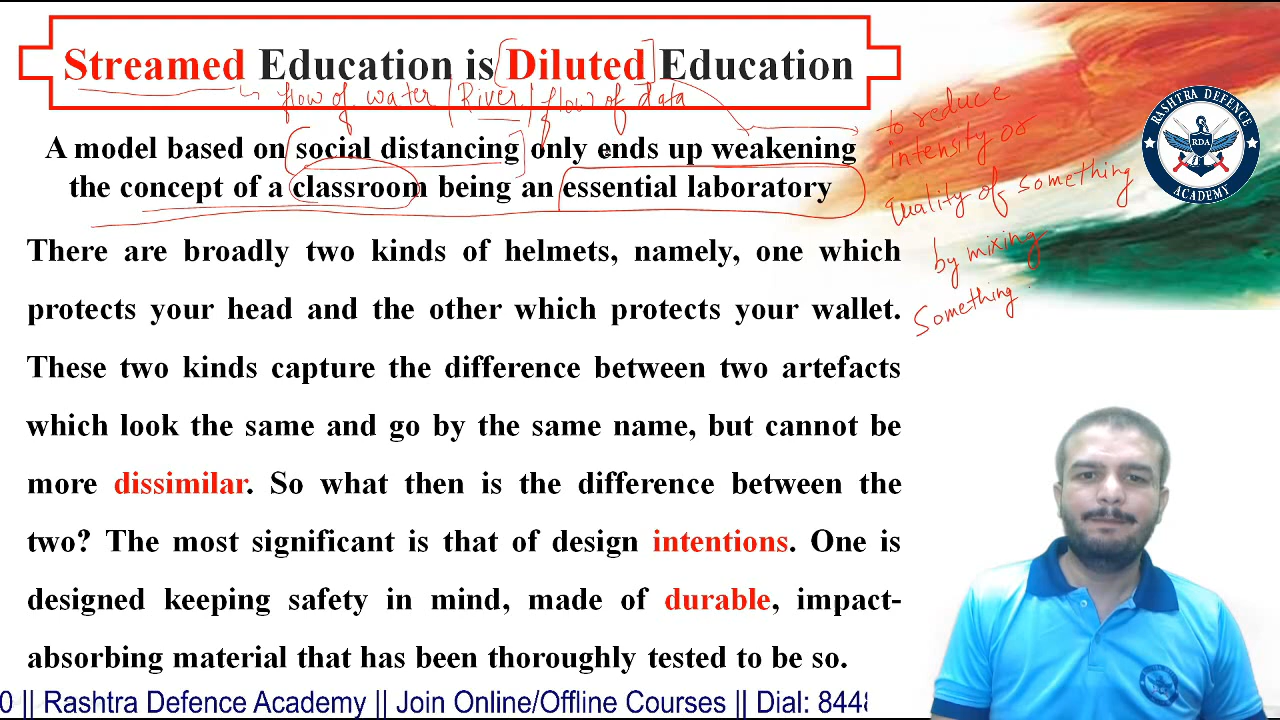 Streamed Education is Diluted Education
flow of water / River / flow of data
to reduce
intensity or
quality of something
by mixing
Something.
A model based on social distancing only ends up weakening
the concept of a classroom being an essential laboratory
RASHTRA DEFENCE
RDA
ACADEMY
There are broadly two kinds of helmets, namely, one which
protects your head and the other which protects your wallet.
These two kinds capture the difference between two artefacts
which look the same and go by the same name, but cannot be
more dissimilar. So what then is the difference between the
two? The most significant is that of design intentions. One is
designed keeping safety in mind, made of durable, impact-
absorbing material that has been thoroughly tested to be so.
0 || Rashtra Defence Academy || Join Online/Offline Courses || Dial: 8448